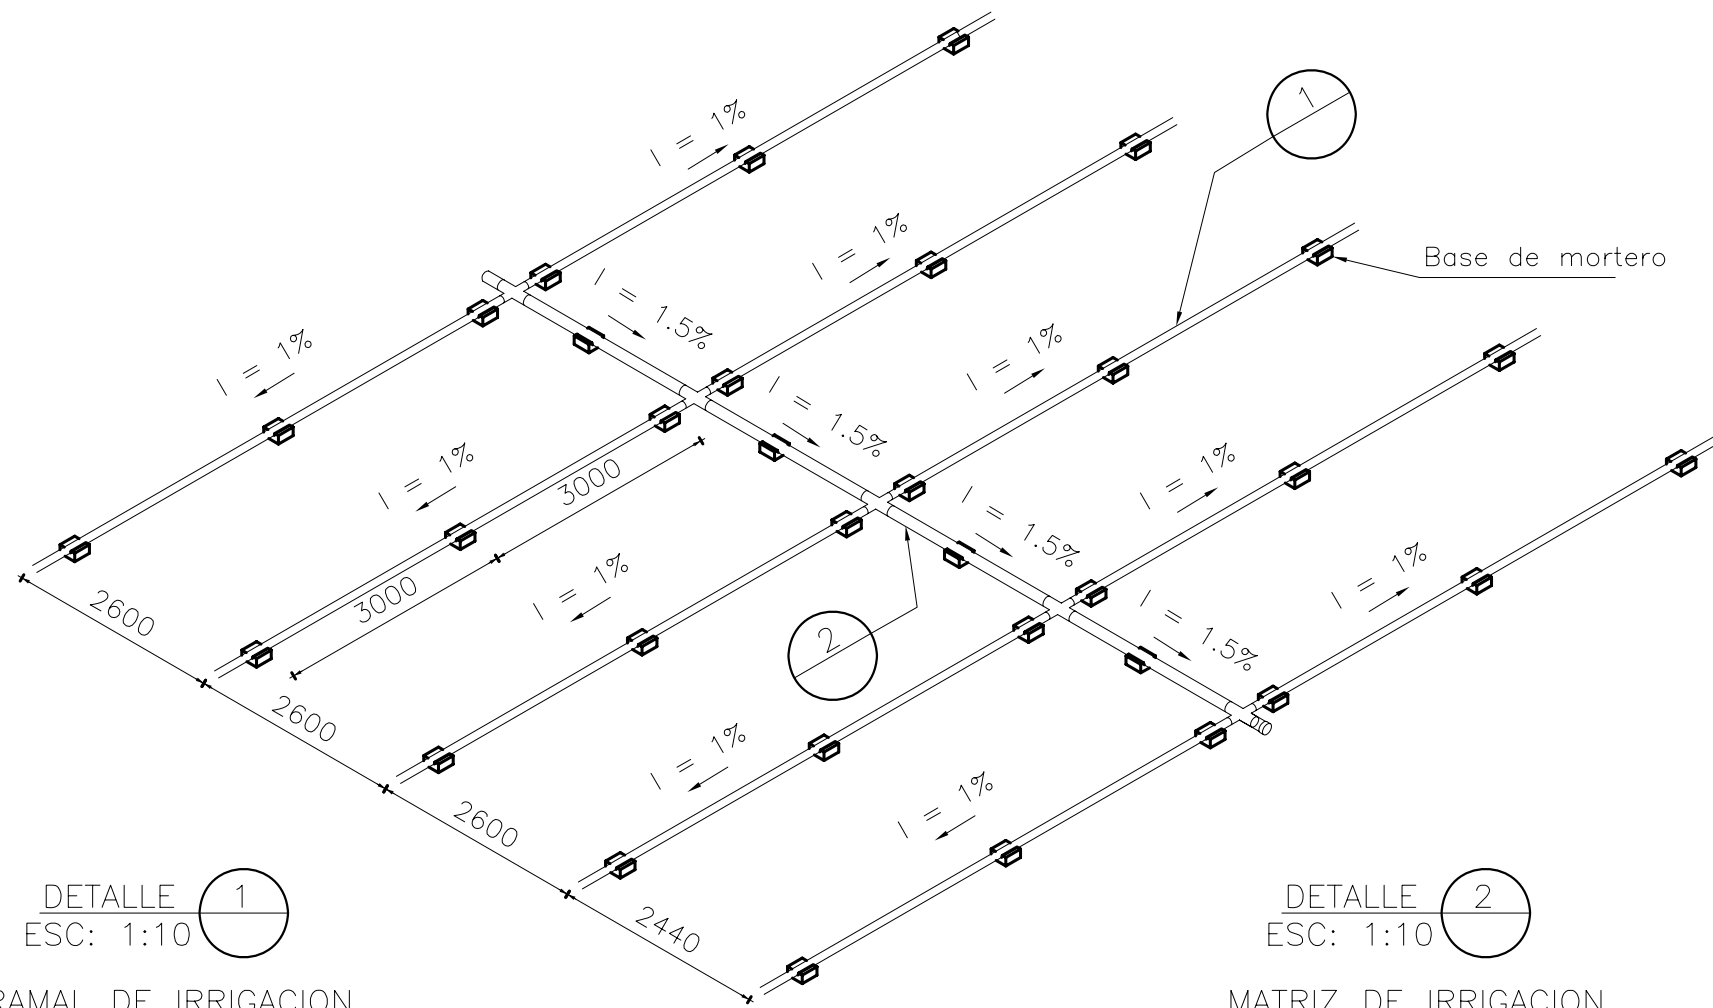 I = 1%
1
I = 1%
Base de mortero
I = 1.5%
I = 1%
I = 1%
I = 1.5%
I = 1%
I = 1%
3000
I = 1.5%
I = 1%
I = 1%
3000
2600
2
I = 1.5%
2600
I = 1%
I = 1%
2600
2440
DETALLE 1
ESC: 1:10
RAMAL DE IRRIGACION
DETALLE 2
ESC: 1:10
MATRIZ DE IRRIGACION